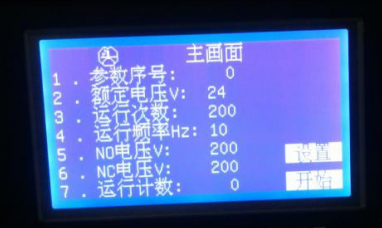 主画面
1．参数序号： 0
2．额定电压V： 24
3．运行次数： 200
4．运行频率Hz：10
5．NO电压V： 200
6．NC电压V： 200
7．运行计数： 0
设置
开始